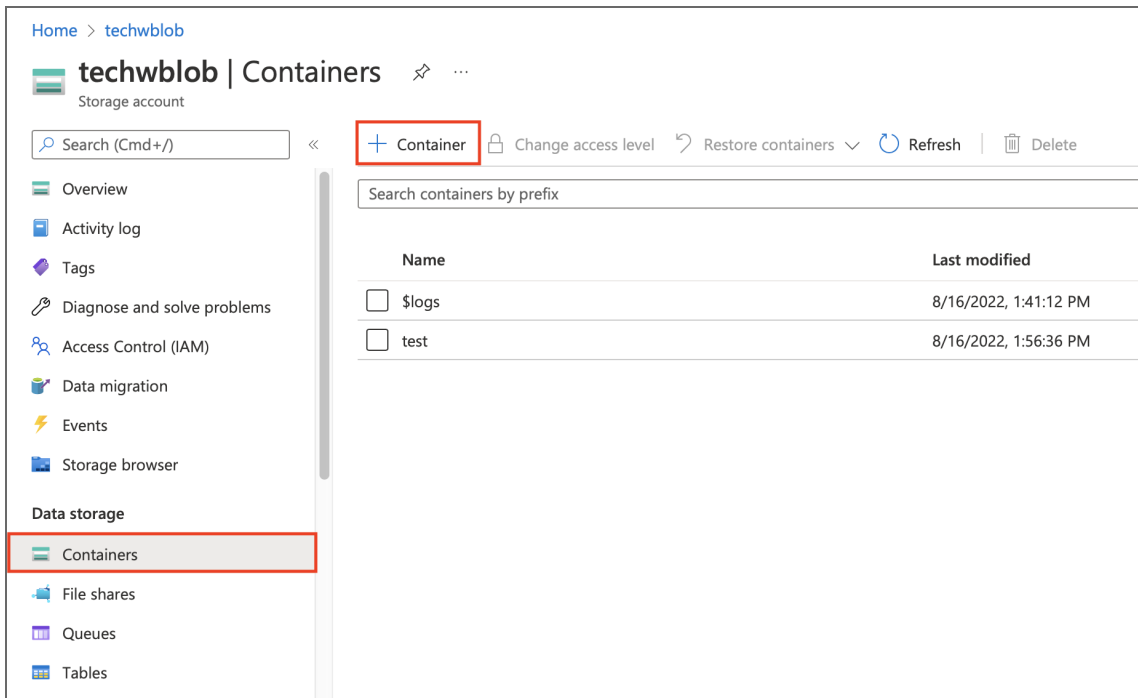 Home > techwblob
techwblob | Containers ...
Storage account
Search (Cmd+/) «
+ Container Change access level Restore containers Refresh Delete
Search containers by prefix
Overview
Activity log
Tags
Diagnose and solve problems
Access Control (IAM)
Data migration
Events
Storage browser
Data storage
Containers
File shares
Queues
Tables
Name Last modified
$logs 8/16/2022, 1:41:12 PM
test 8/16/2022, 1:56:36 PM